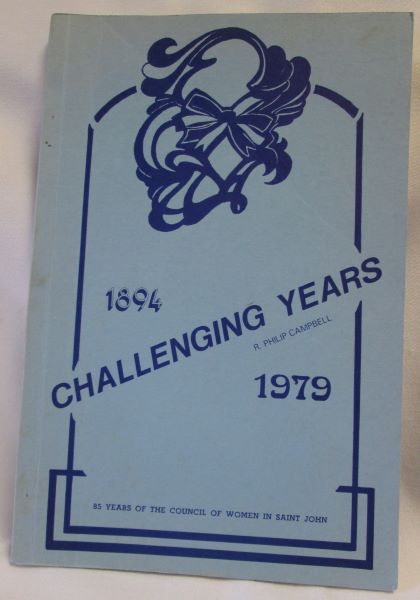 1894
CHALLENGING YEARS
R. PHILIP CAMPBELL
1979
85 YEARS OF THE COUNCIL OF WOMEN IN SAINT JOHN